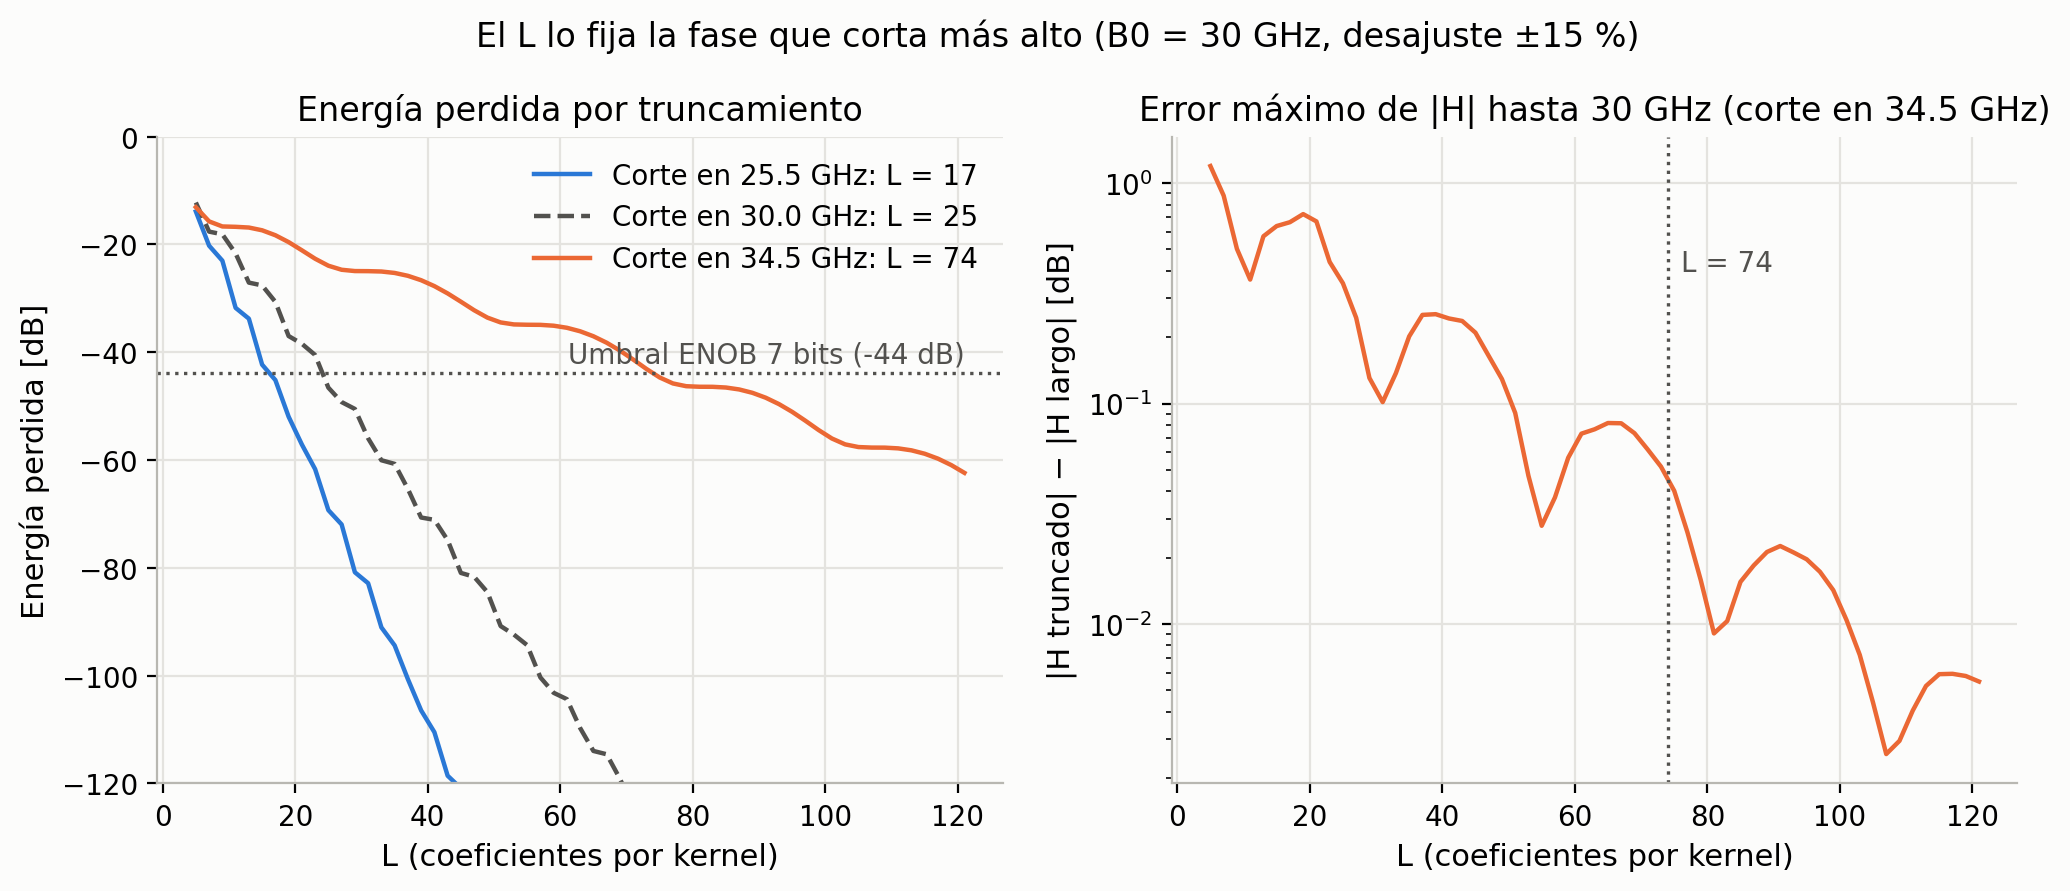 El L lo fija la fase que corta más alto (B0 = 30 GHz, desajuste ±15 %)
Energía perdida por truncamiento
Energía perdida [dB]
0
−20
−40
−60
−80
−100
−120
Corte en 25.5 GHz: L = 17
Corte en 30.0 GHz: L = 25
Corte en 34.5 GHz: L = 74
Umbral ENOB 7 bits (-44 dB)
0 20 40 60 80 100 120
L (coeficientes por kernel)
Error máximo de |H| hasta 30 GHz (corte en 34.5 GHz)
|H truncado| − |H largo| [dB]
10⁰
10⁻¹
10⁻²
L = 74
0 20 40 60 80 100 120
L (coeficientes por kernel)